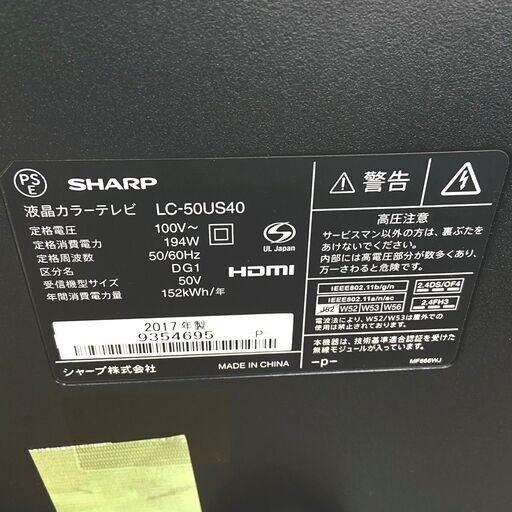 PS
E
SHARP
液晶カラーテレビ LC-50US40
定格電圧 100V～
定格消費電力 194W
定格周波数 50/60Hz
区分名 DG1
受信機型サイズ 50V
年間消費電力量 152kWh/年
S
UL Japan
HDMI
2017年製
9354695 P-
シャープ株式会社 MADE IN CHINA
警告
高圧注意
サービスマン以外の方は、裏ぶたを
あけないでください。
内部には高電圧部分が数多くあり、
万一さわると危険です。
IEEE802.11b/g/n
IEEE802.11a/n/ac
J52 W52 W53 W56
2.4DS/OF4
2.4FH3
電波法により、W52/W53は屋外での
使用は禁じられています。
本機器は、技術基準適合認証を受けた
無線モジュールが入っています。
-p-
MF666WJ